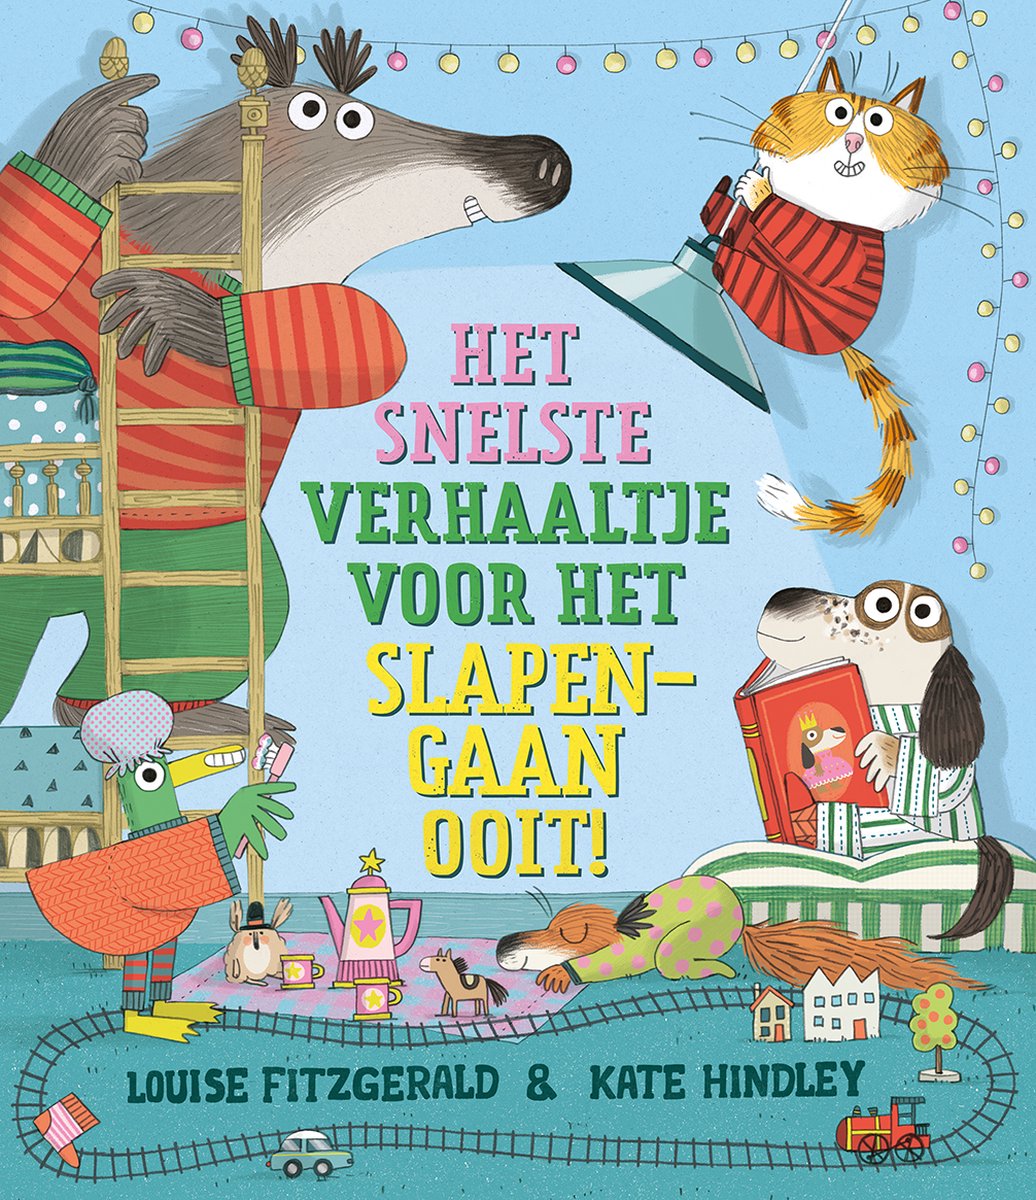 HET
SNELSTE
VERHAALTJE
VOOR HET
SLAPEN-
GAAN
OOIT!
LOUISE FITZGERALD & KATE HINDLEY